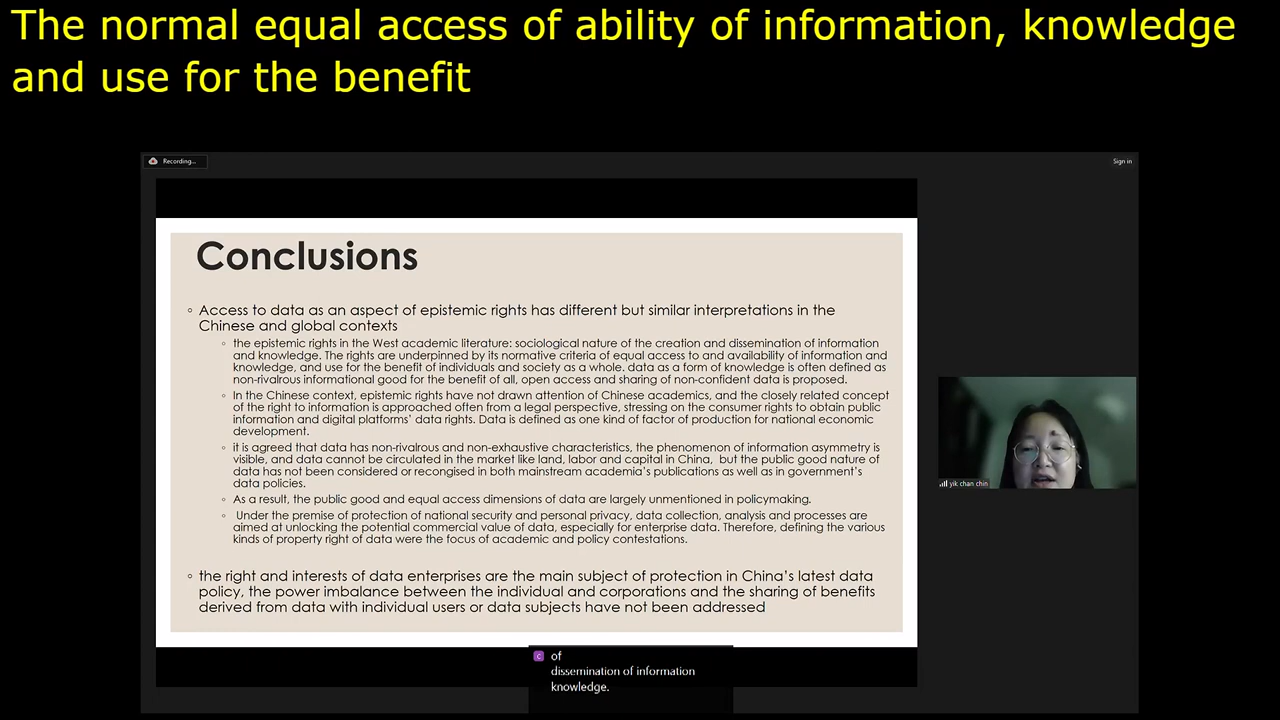 The normal equal access of ability of information, knowledge
and use for the benefit
Recording...
Sign in
Conclusions
◦ Access to data as an aspect of epistemic rights has different but similar interpretations in the
Chinese and global contexts
◦ the epistemic rights in the West academic literature: sociological nature of the creation and dissemination of information
and knowledge. The rights are underpinned by its normative criteria of equal access to and availability of information and
knowledge, and use for the benefit of individuals and society as a whole. data as a form of knowledge is often defined as
non-rivalrous informational good for the benefit of all, open access and sharing of non-confident data is proposed.
◦ In the Chinese context, epistemic rights have not drawn attention of Chinese academics, and the closely related concept
of the right to information is approached often from a legal perspective, stressing on the consumer rights to obtain public
information and digital platforms' data rights. Data is defined as one kind of factor of production for national economic
development.
◦ it is agreed that data has non-rivalrous and non-exhaustive characteristics, the phenomenon of information asymmetry is
visible, and data cannot be circulated in the market like land, labor and capital in China, but the public good nature of
data has not been considered or recongised in both mainstream academia's publications as well as in government's
data policies.
◦ As a result, the public good and equal access dimensions of data are largely unmentioned in policymaking.
◦ Under the premise of protection of national security and personal privacy, data collection, analysis and processes are
aimed at unlocking the potential commercial value of data, especially for enterprise data. Therefore, defining the various
kinds of property right of data were the focus of academic and policy contestations.
◦ the right and interests of data enterprises are the main subject of protection in China's latest data
policy, the power imbalance between the individual and corporations and the sharing of benefits
derived from data with individual users or data subjects have not been addressed
yik chan chin
C of
dissemination of information
knowledge.